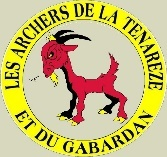 LES ARCHERS DE LA TENAREZE
ET DU GABARDAN